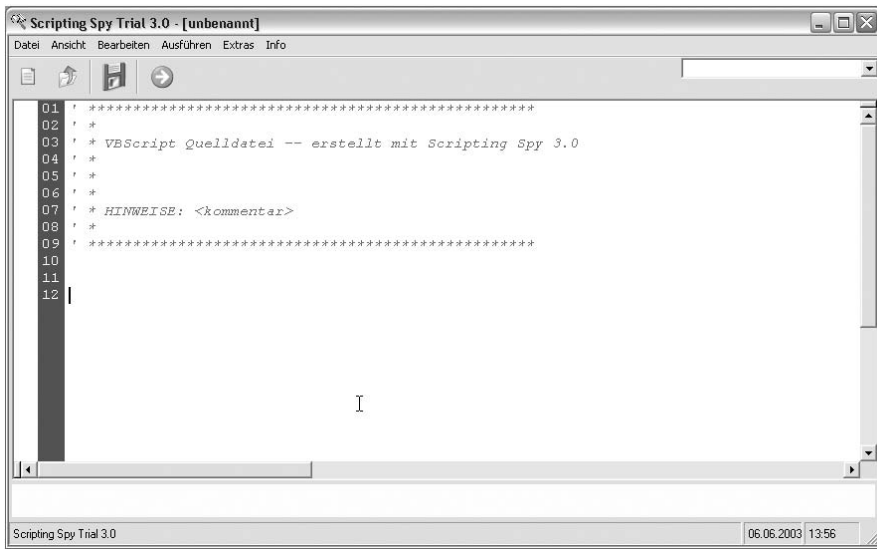 Scripting Spy Trial 3.0 - [unbenannt]
Datei Ansicht Bearbeiten Ausführen Extras Info
01 ' **************************************************
02 ' *
03 ' * VBScript Quelldatei -- erstellt mit Scripting Spy 3.0
04 ' *
05 ' *
06 ' *
07 ' * HINWEISE: <kommentar>
08 ' *
09 ' **************************************************
10
11
12
Scripting Spy Trial 3.0 06.06.2003 13:56